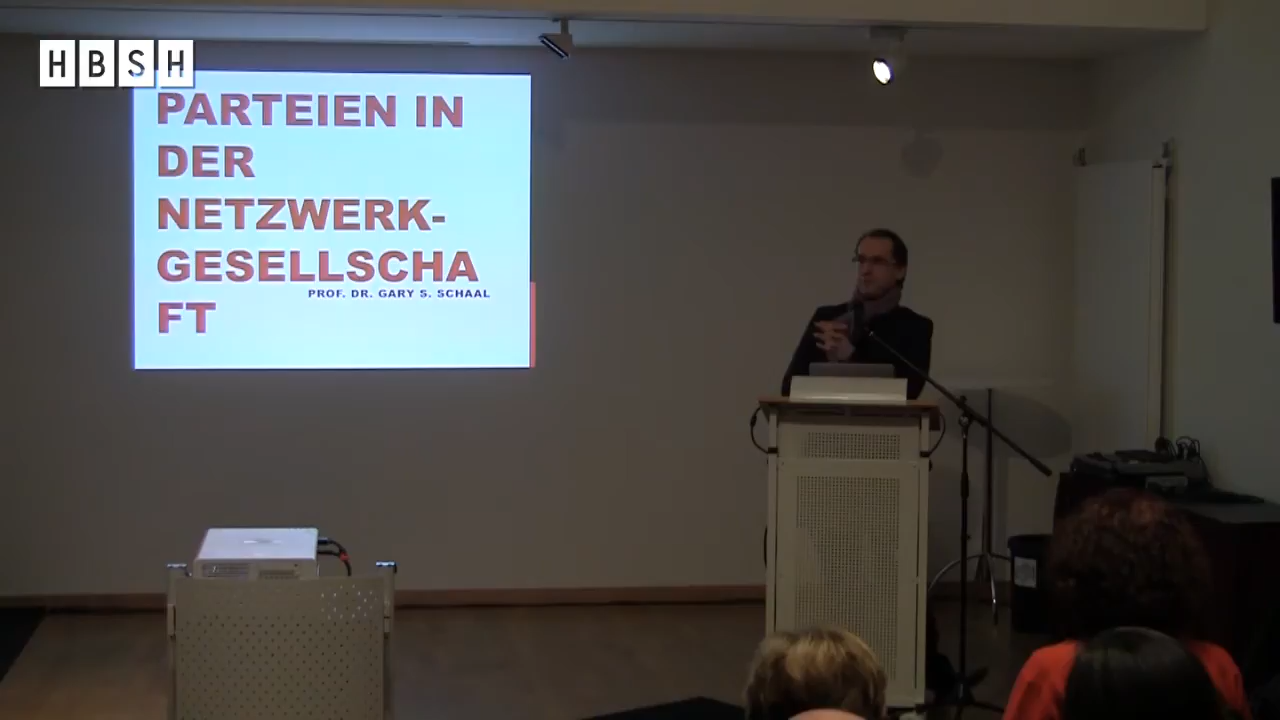 HBSH
PARTEIEN IN
DER
NETZWERK-
GESELLSCHA
PROF. DR. GARY S. SCHAAL
FT